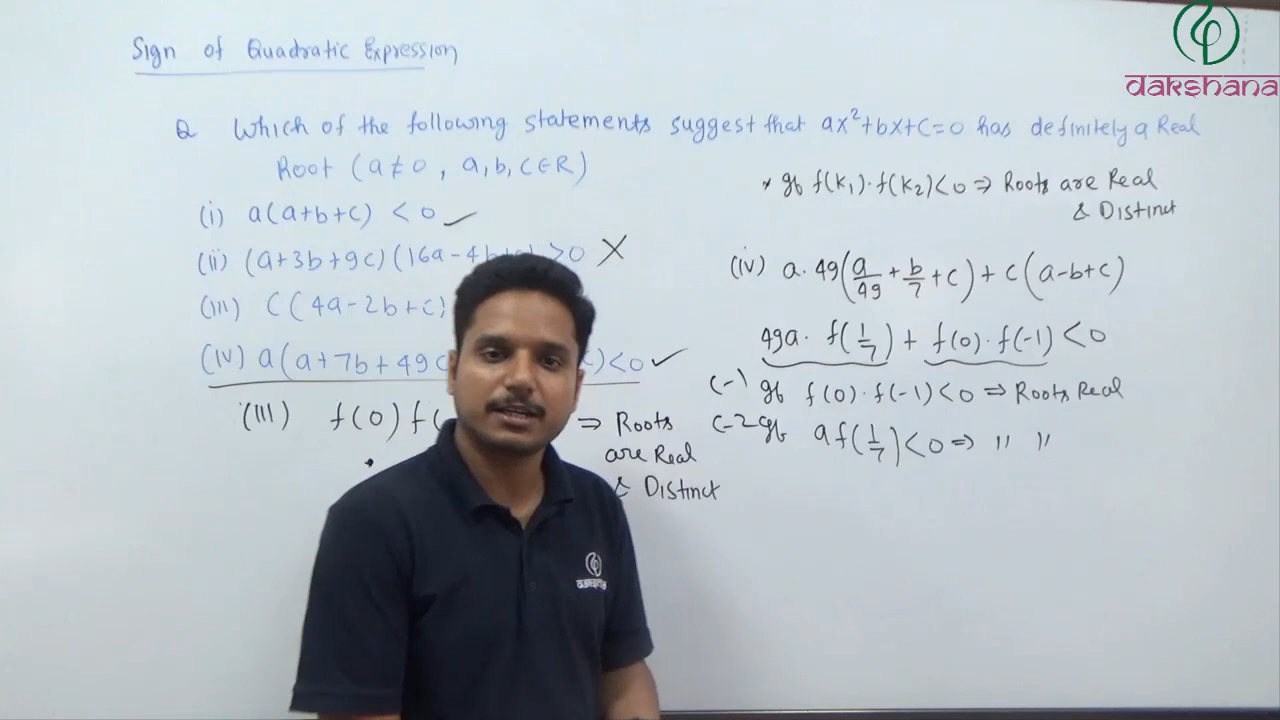 dakshana
Sign of Quadratic Expression
Q Which of the following statements suggest that ax²+bx+c=0 has definitely a Real
Root (a≠0, a,b,c∈R)
(i) a(a+b+c) < 0 ✓
(ii) (a+3b+9c)(16a-4b >0 ✗
(iii) C(4a-2b+c)
(iv) a(a+7b+49c )<0 ✓
(III) f(0)f( ⇒ Roots
are Real
& Distinct
* If f(k₁)·f(k₂)<0 ⇒ Roots are Real
& Distinct
(iv) a·49(a/49+b/7+c)+c(a-b+c)
49a·f(1/7)+f(0)·f(-1)<0
C-1 If f(0)·f(-1)<0 ⇒ Roots Real
C-2 If af(1/7)<0 ⇒ " "
dakshana